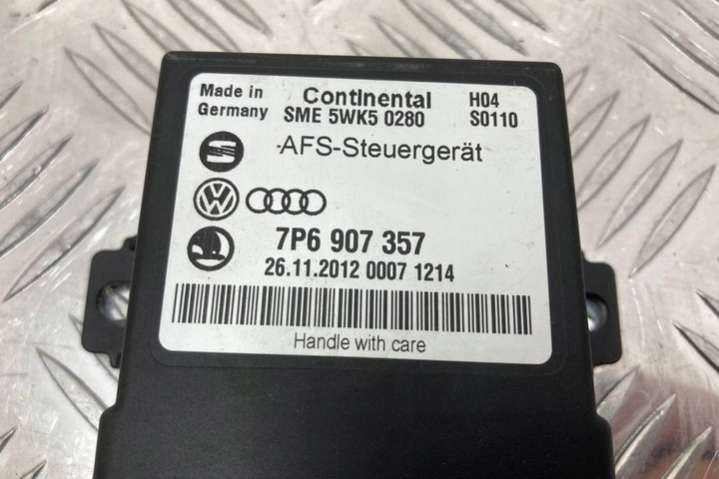 Made in Germany
Continental
SME 5WK5 0280
H04
S0110
AFS-Steuergerät
7P6 907 357
26.11.2012 0007 1214
Handle with care